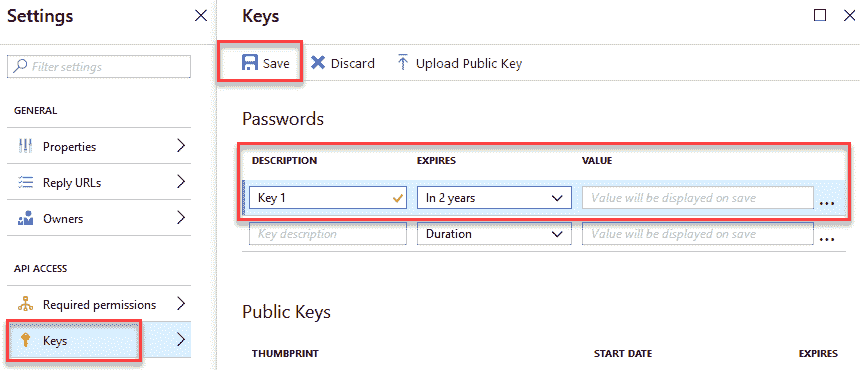 Settings
Filter settings
GENERAL
Properties
Reply URLs
Owners
API ACCESS
Required permissions
Keys
Keys
Save Discard Upload Public Key
Passwords
DESCRIPTION EXPIRES VALUE
Key 1 In 2 years Value will be displayed on save ...
Key description Duration Value will be displayed on save ...
Public Keys
THUMBPRINT START DATE EXPIRES